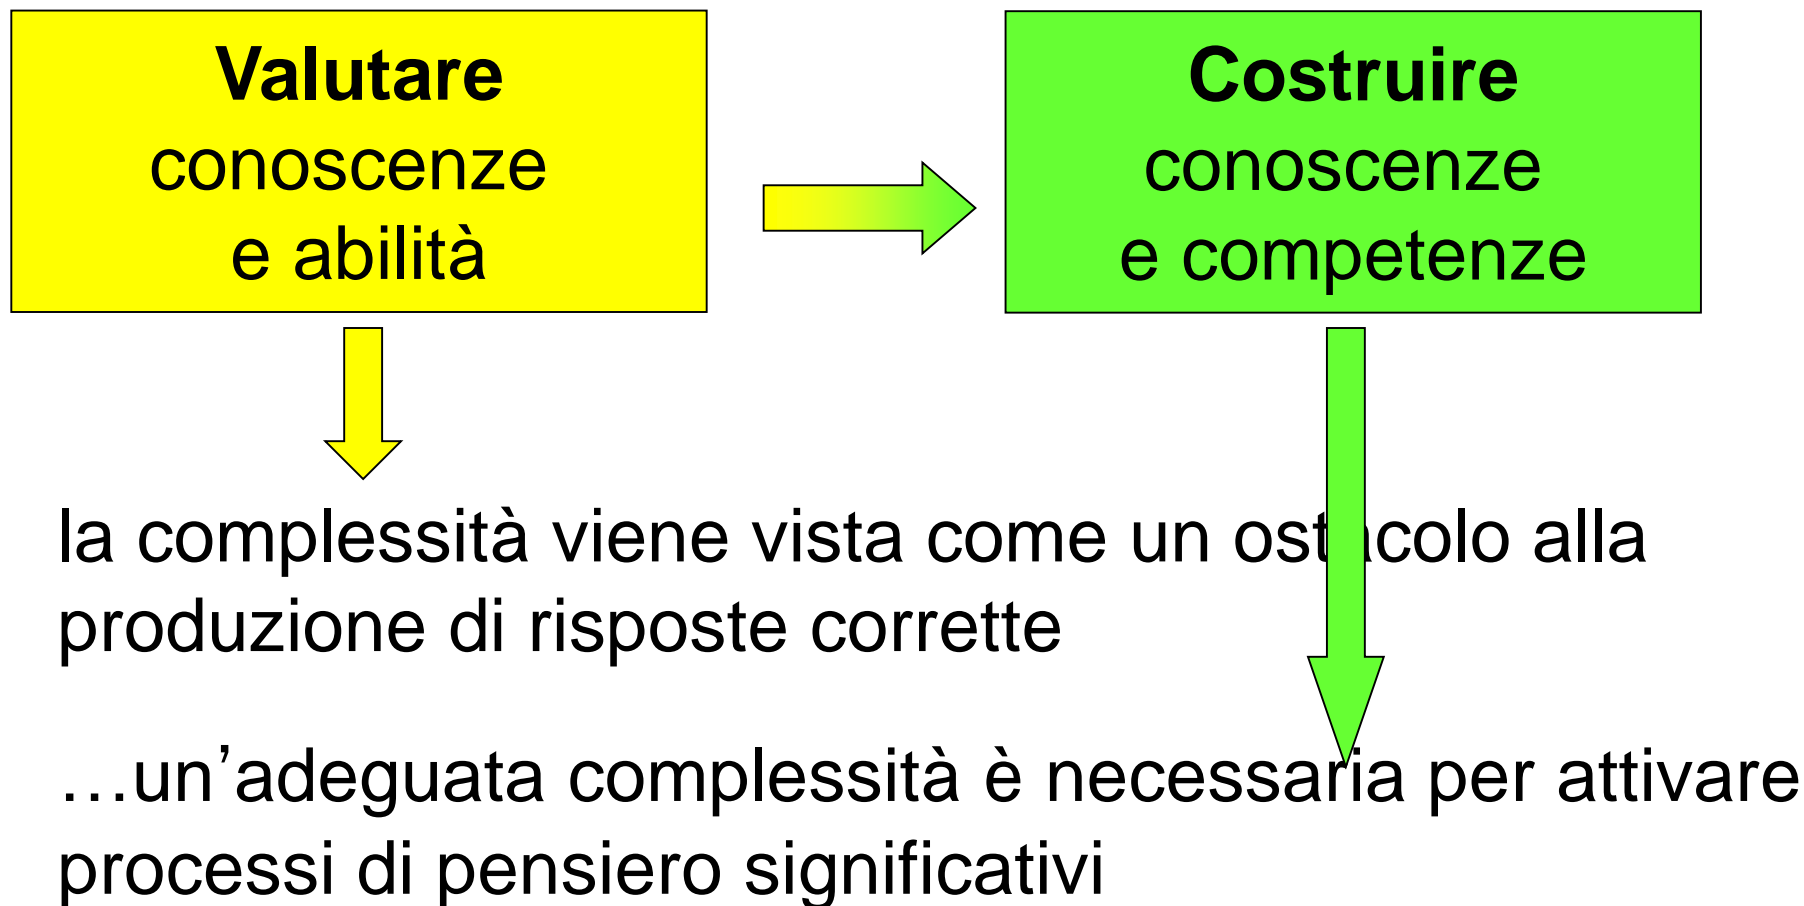 Valutare
conoscenze
e abilità
Costruire
conoscenze
e competenze
la complessità viene vista come un ostacolo alla
produzione di risposte corrette
…un’adeguata complessità è necessaria per attivare
processi di pensiero significativi